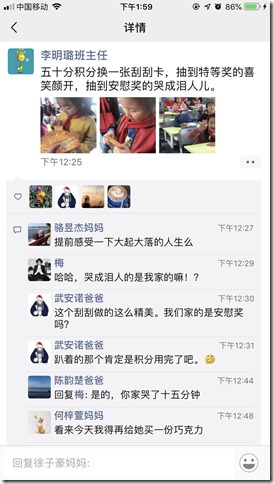 中国移动
下午1:59
86%
详情
李明璐班主任
五十分积分换一张刮刮卡，抽到特等奖的喜
笑颜开，抽到安慰奖的哭成泪人儿。
下午12:25
骆昱杰妈妈
下午12:27
提前感受一下大起大落的人生么
梅
下午12:29
哈哈，哭成泪人的是我家的嘛！？
武安诺爸爸
下午12:30
这个刮刮做的这么精美。我们家的是安慰奖
吗？
武安诺爸爸
下午12:31
趴着的那个肯定是积分用完了吧。
陈韵楚爸爸
下午12:44
回复梅: 是的，你家哭了十五分钟
何梓萱妈妈
下午12:48
看来今天我得再给她买一份巧克力
回复徐子豪妈妈: